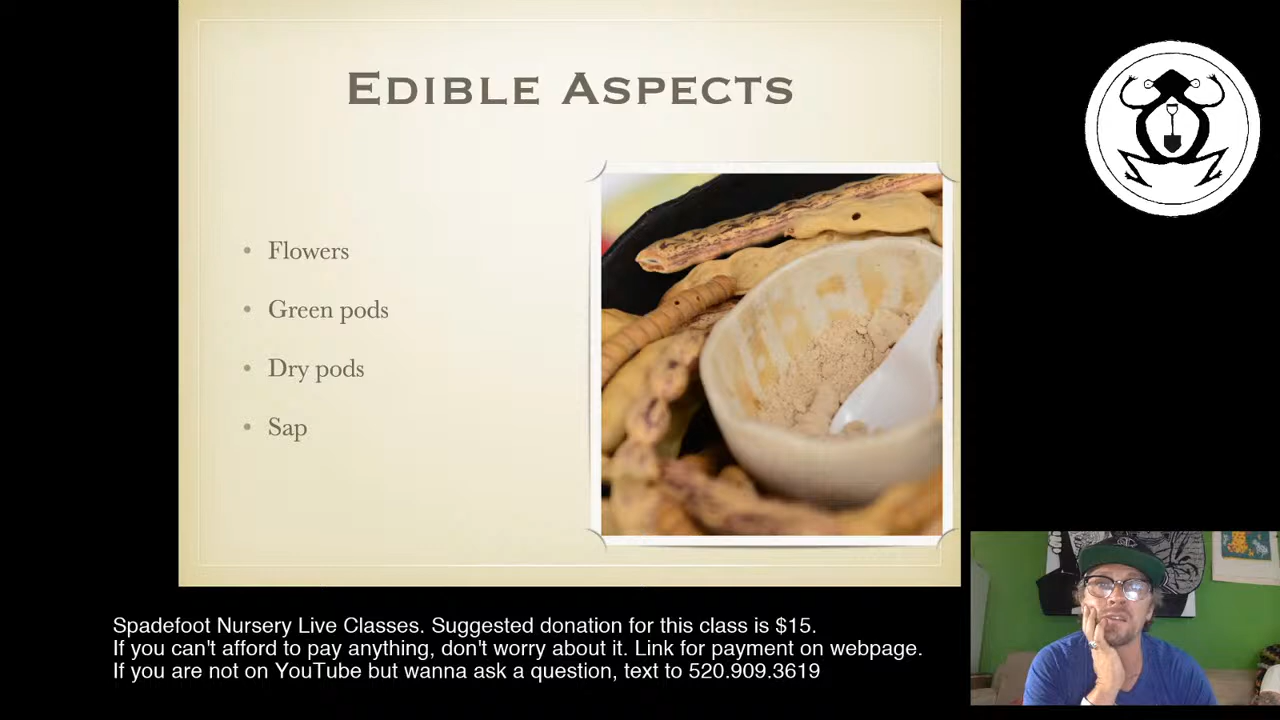 EDIBLE ASPECTS
• Flowers
• Green pods
• Dry pods
• Sap
Spadefoot Nursery Live Classes. Suggested donation for this class is $15.
If you can't afford to pay anything, don't worry about it. Link for payment on webpage.
If you are not on YouTube but wanna ask a question, text to 520.909.3619